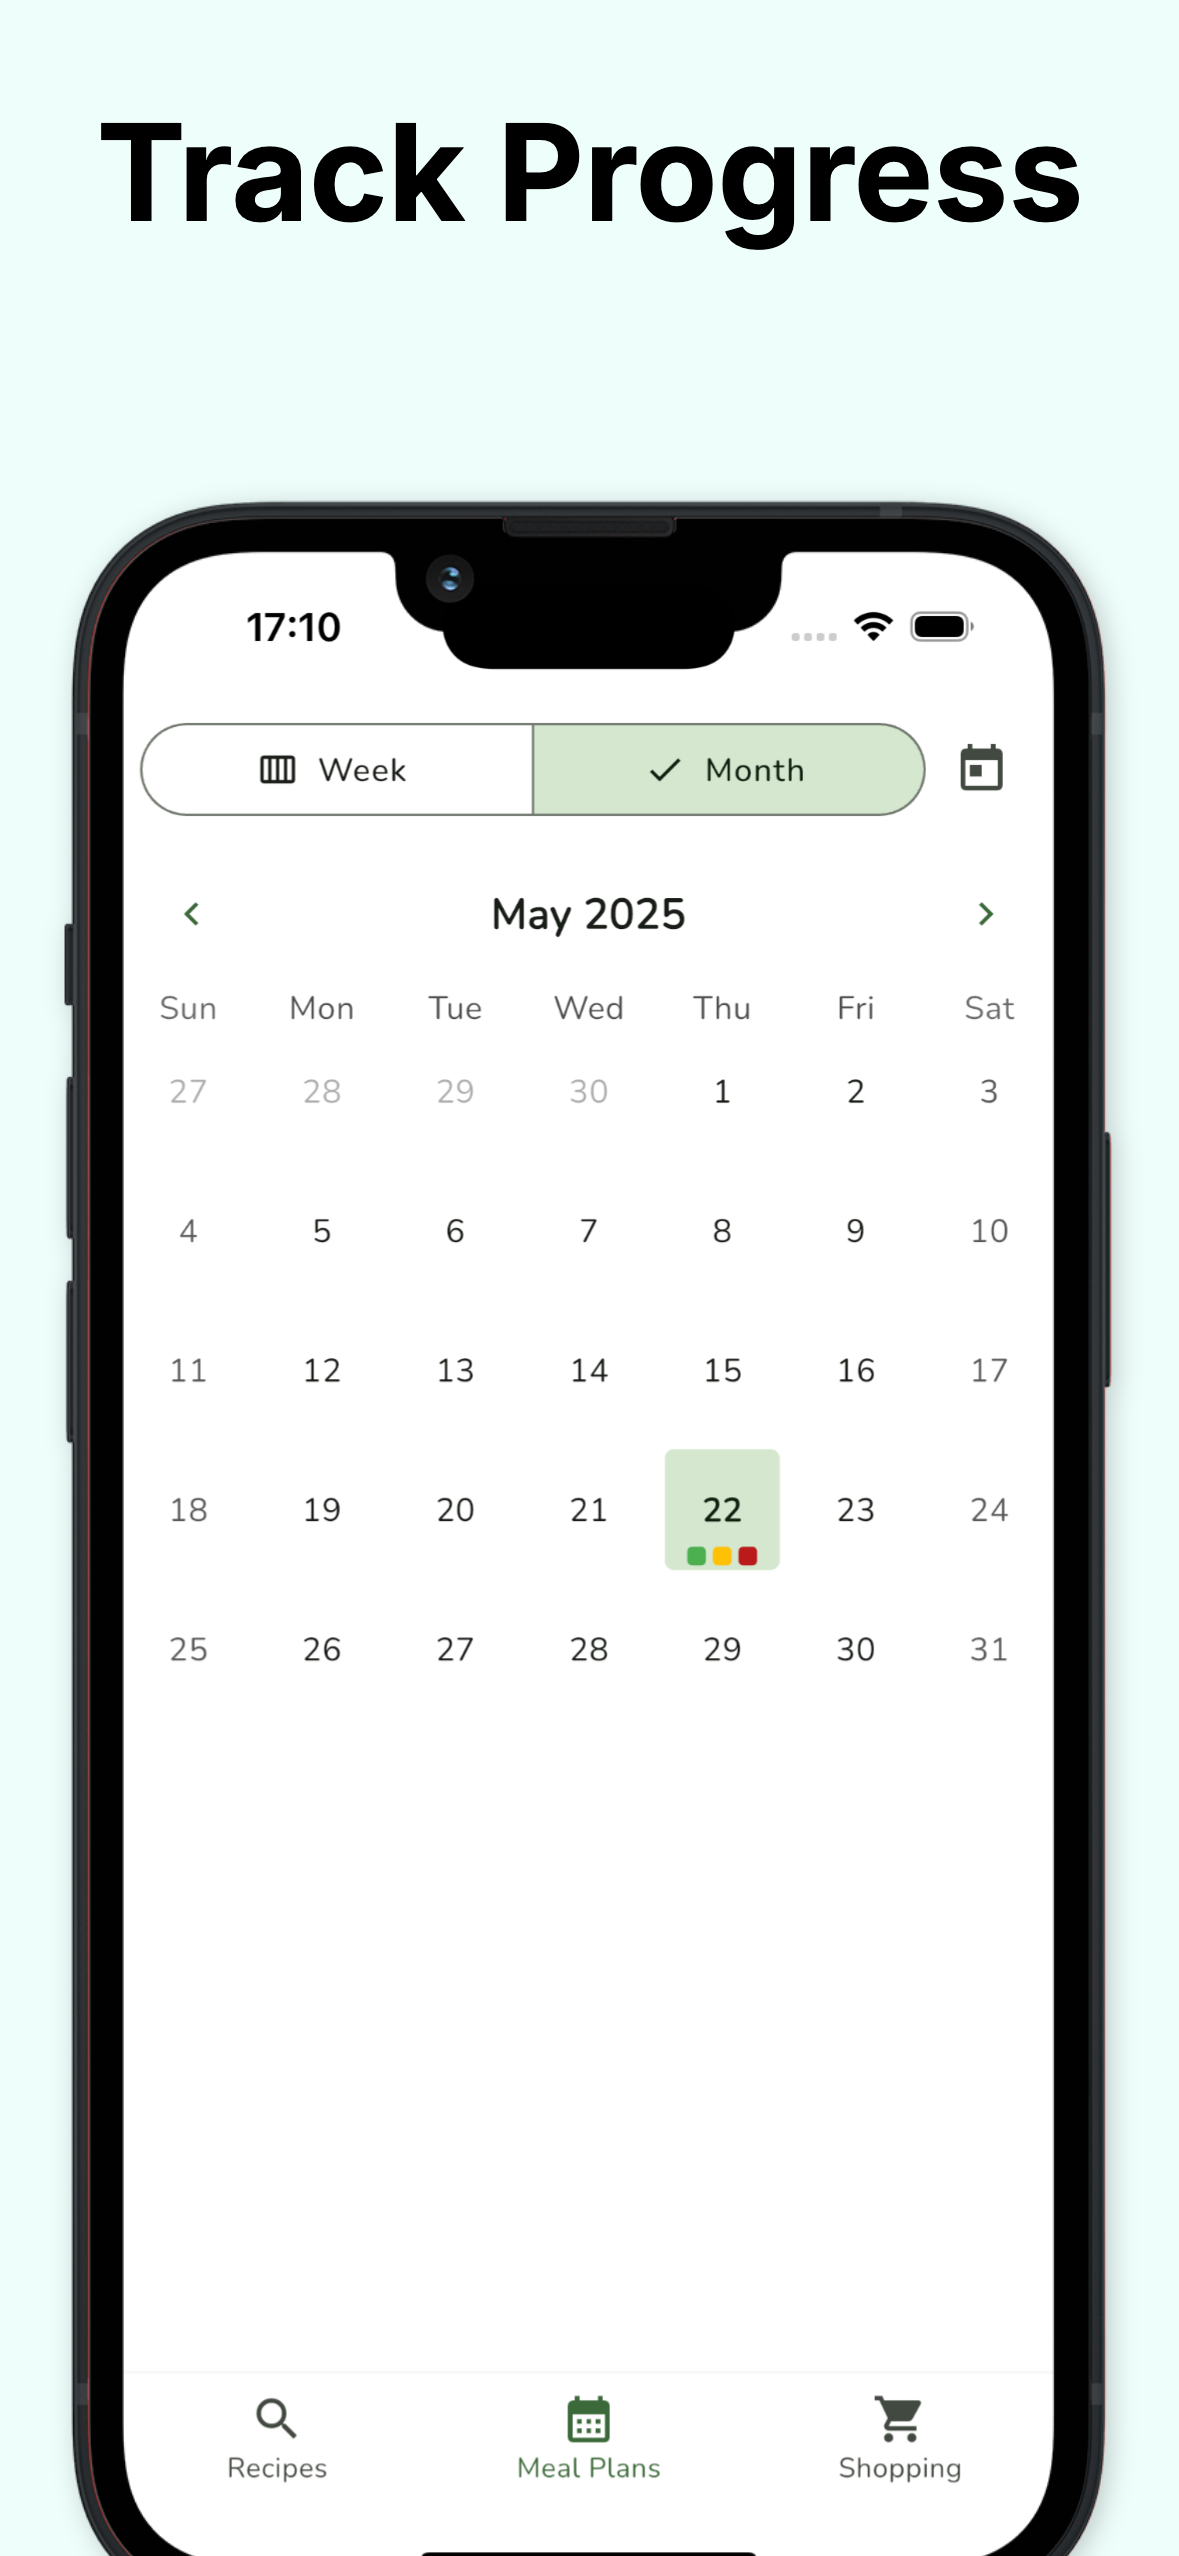 Track Progress
17:10
Week Month
May 2025
Sun Mon Tue Wed Thu Fri Sat
27 28 29 30 1 2 3
4 5 6 7 8 9 10
11 12 13 14 15 16 17
18 19 20 21 22 23 24
25 26 27 28 29 30 31
Recipes Meal Plans Shopping